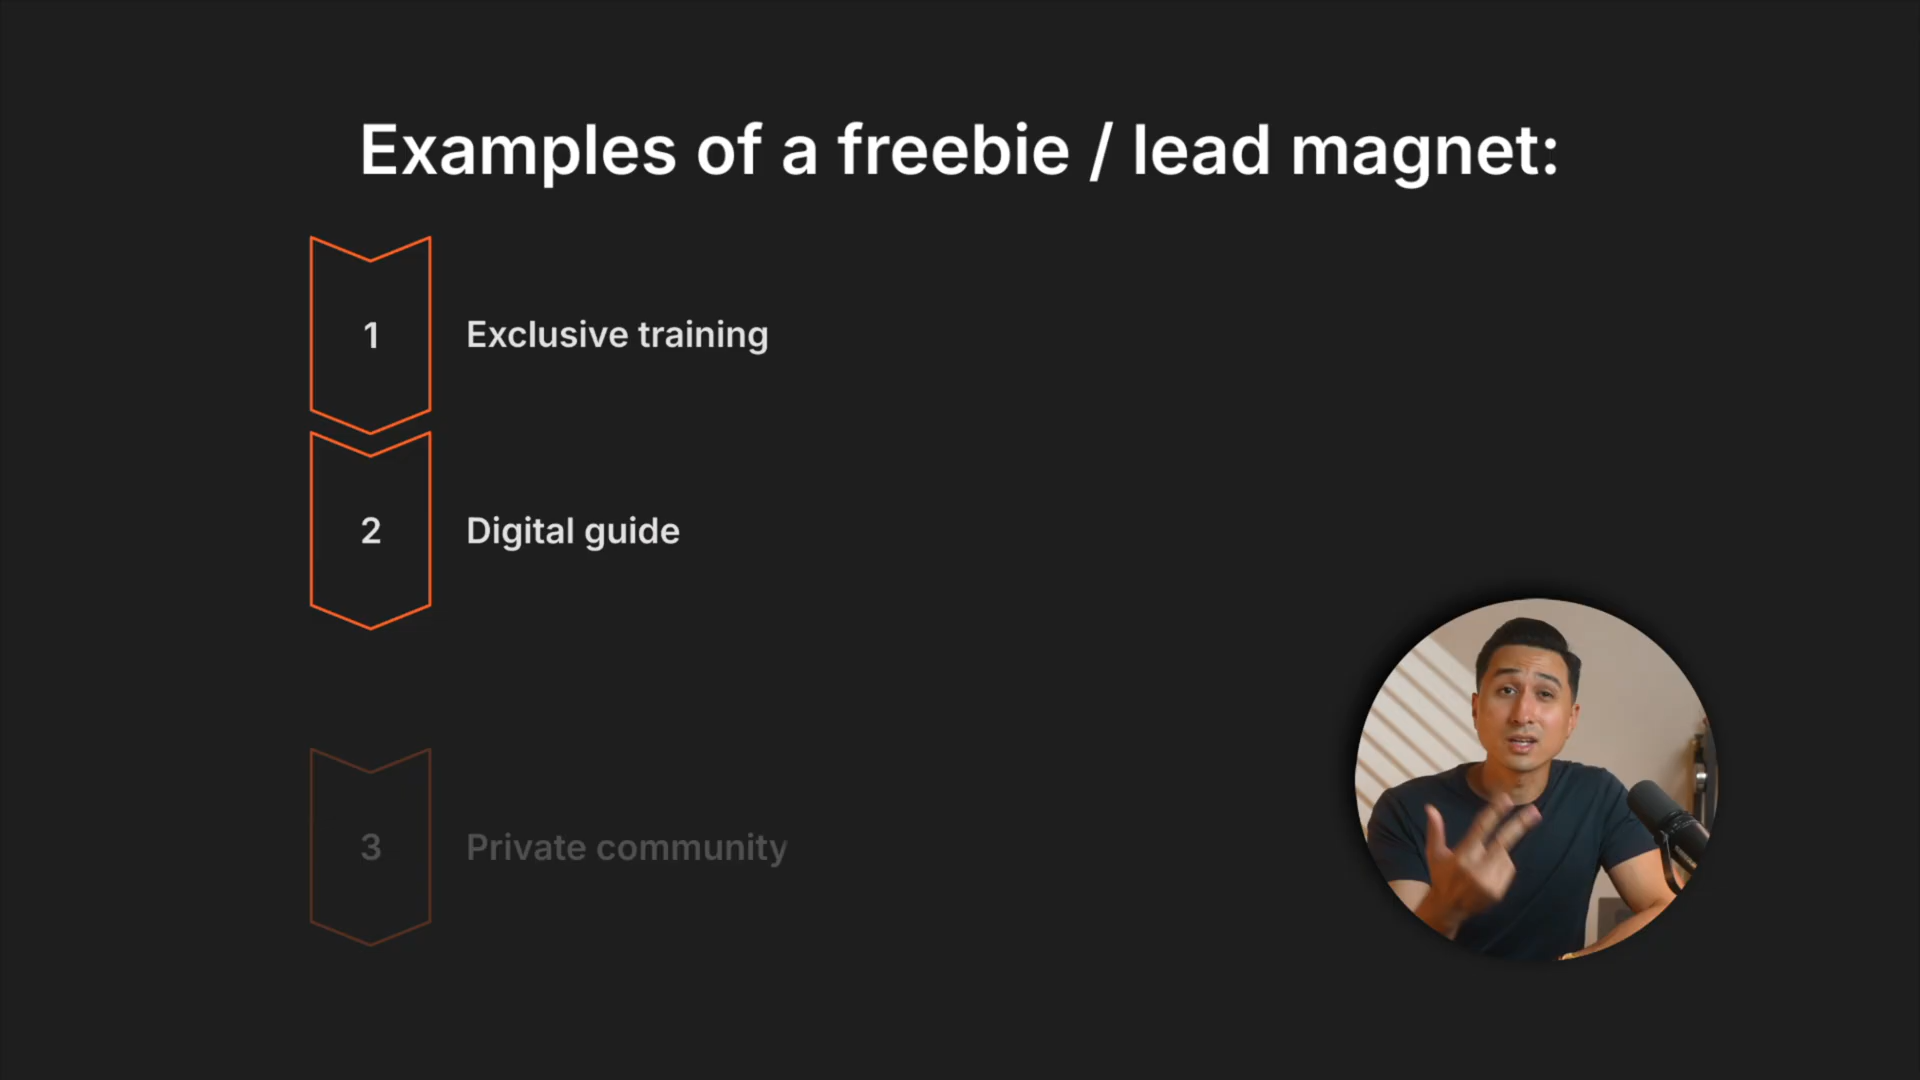 Examples of a freebie / lead magnet:
1 Exclusive training
2 Digital guide
3 Private community